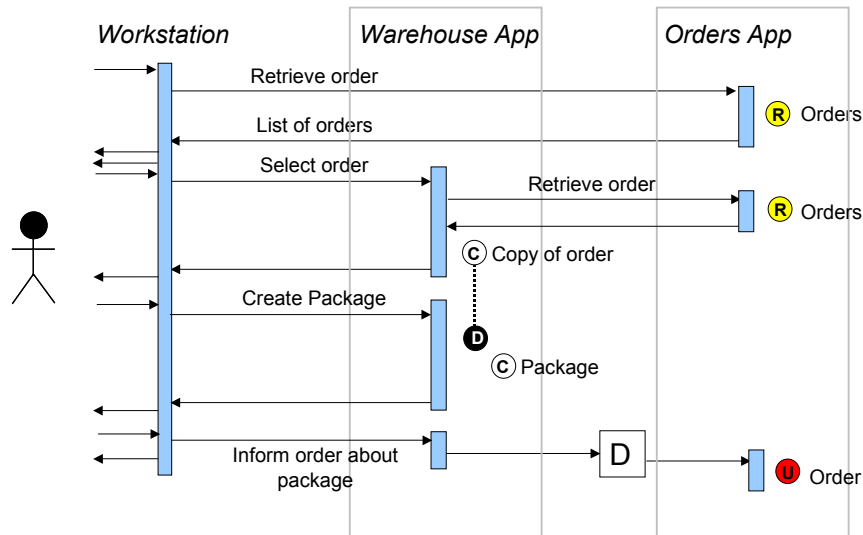 Workstation
Warehouse App
Orders App
Retrieve order
R Orders
List of orders
Select order
Retrieve order
R Orders
C Copy of order
Create Package
D
C Package
Inform order about
package
D
U Order